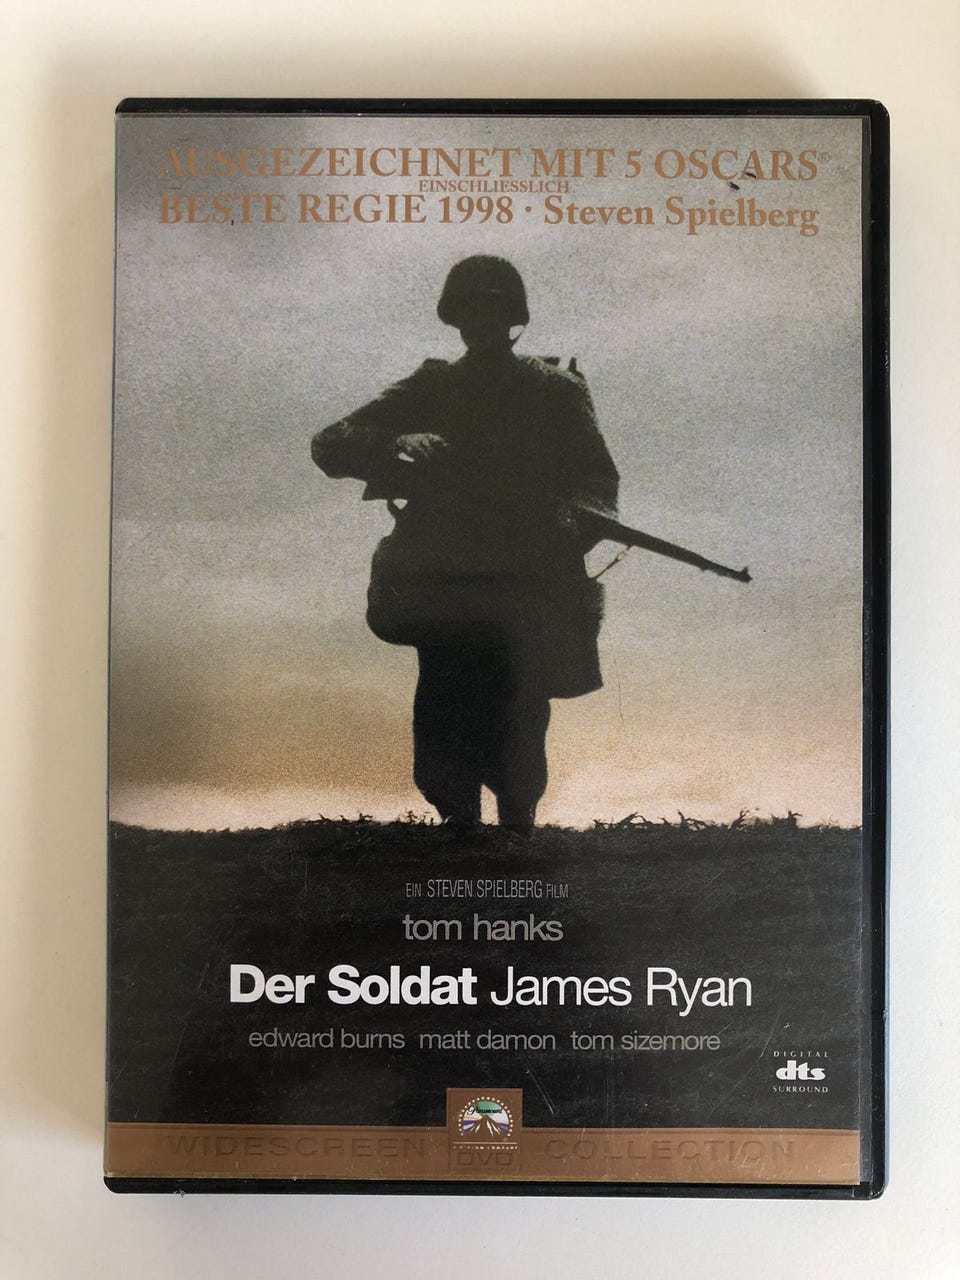 AUSGEZEICHNET MIT 5 OSCARS®
EINSCHLIESSLICH
BESTE REGIE 1998 · Steven Spielberg
EIN STEVEN SPIELBERG FILM
tom hanks
Der Soldat James Ryan
edward burns matt damon tom sizemore
DIGITAL
dts
SURROUND
Paramount
WIDESCREEN DVD COLLECTION